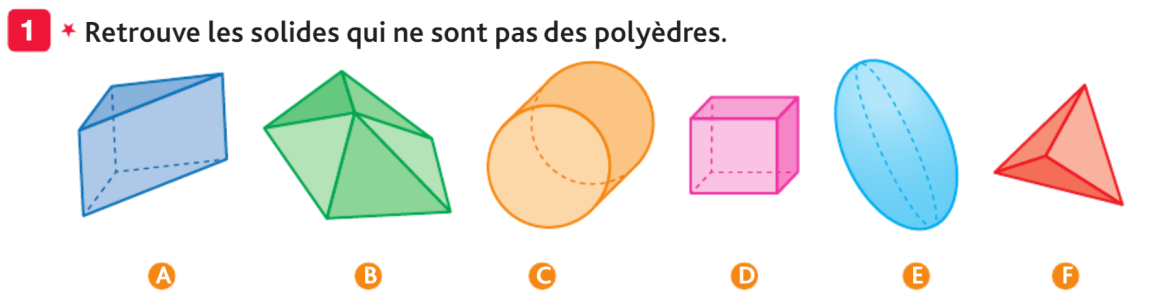 1 * Retrouve les solides qui ne sont pas des polyèdres.
A B C D E F